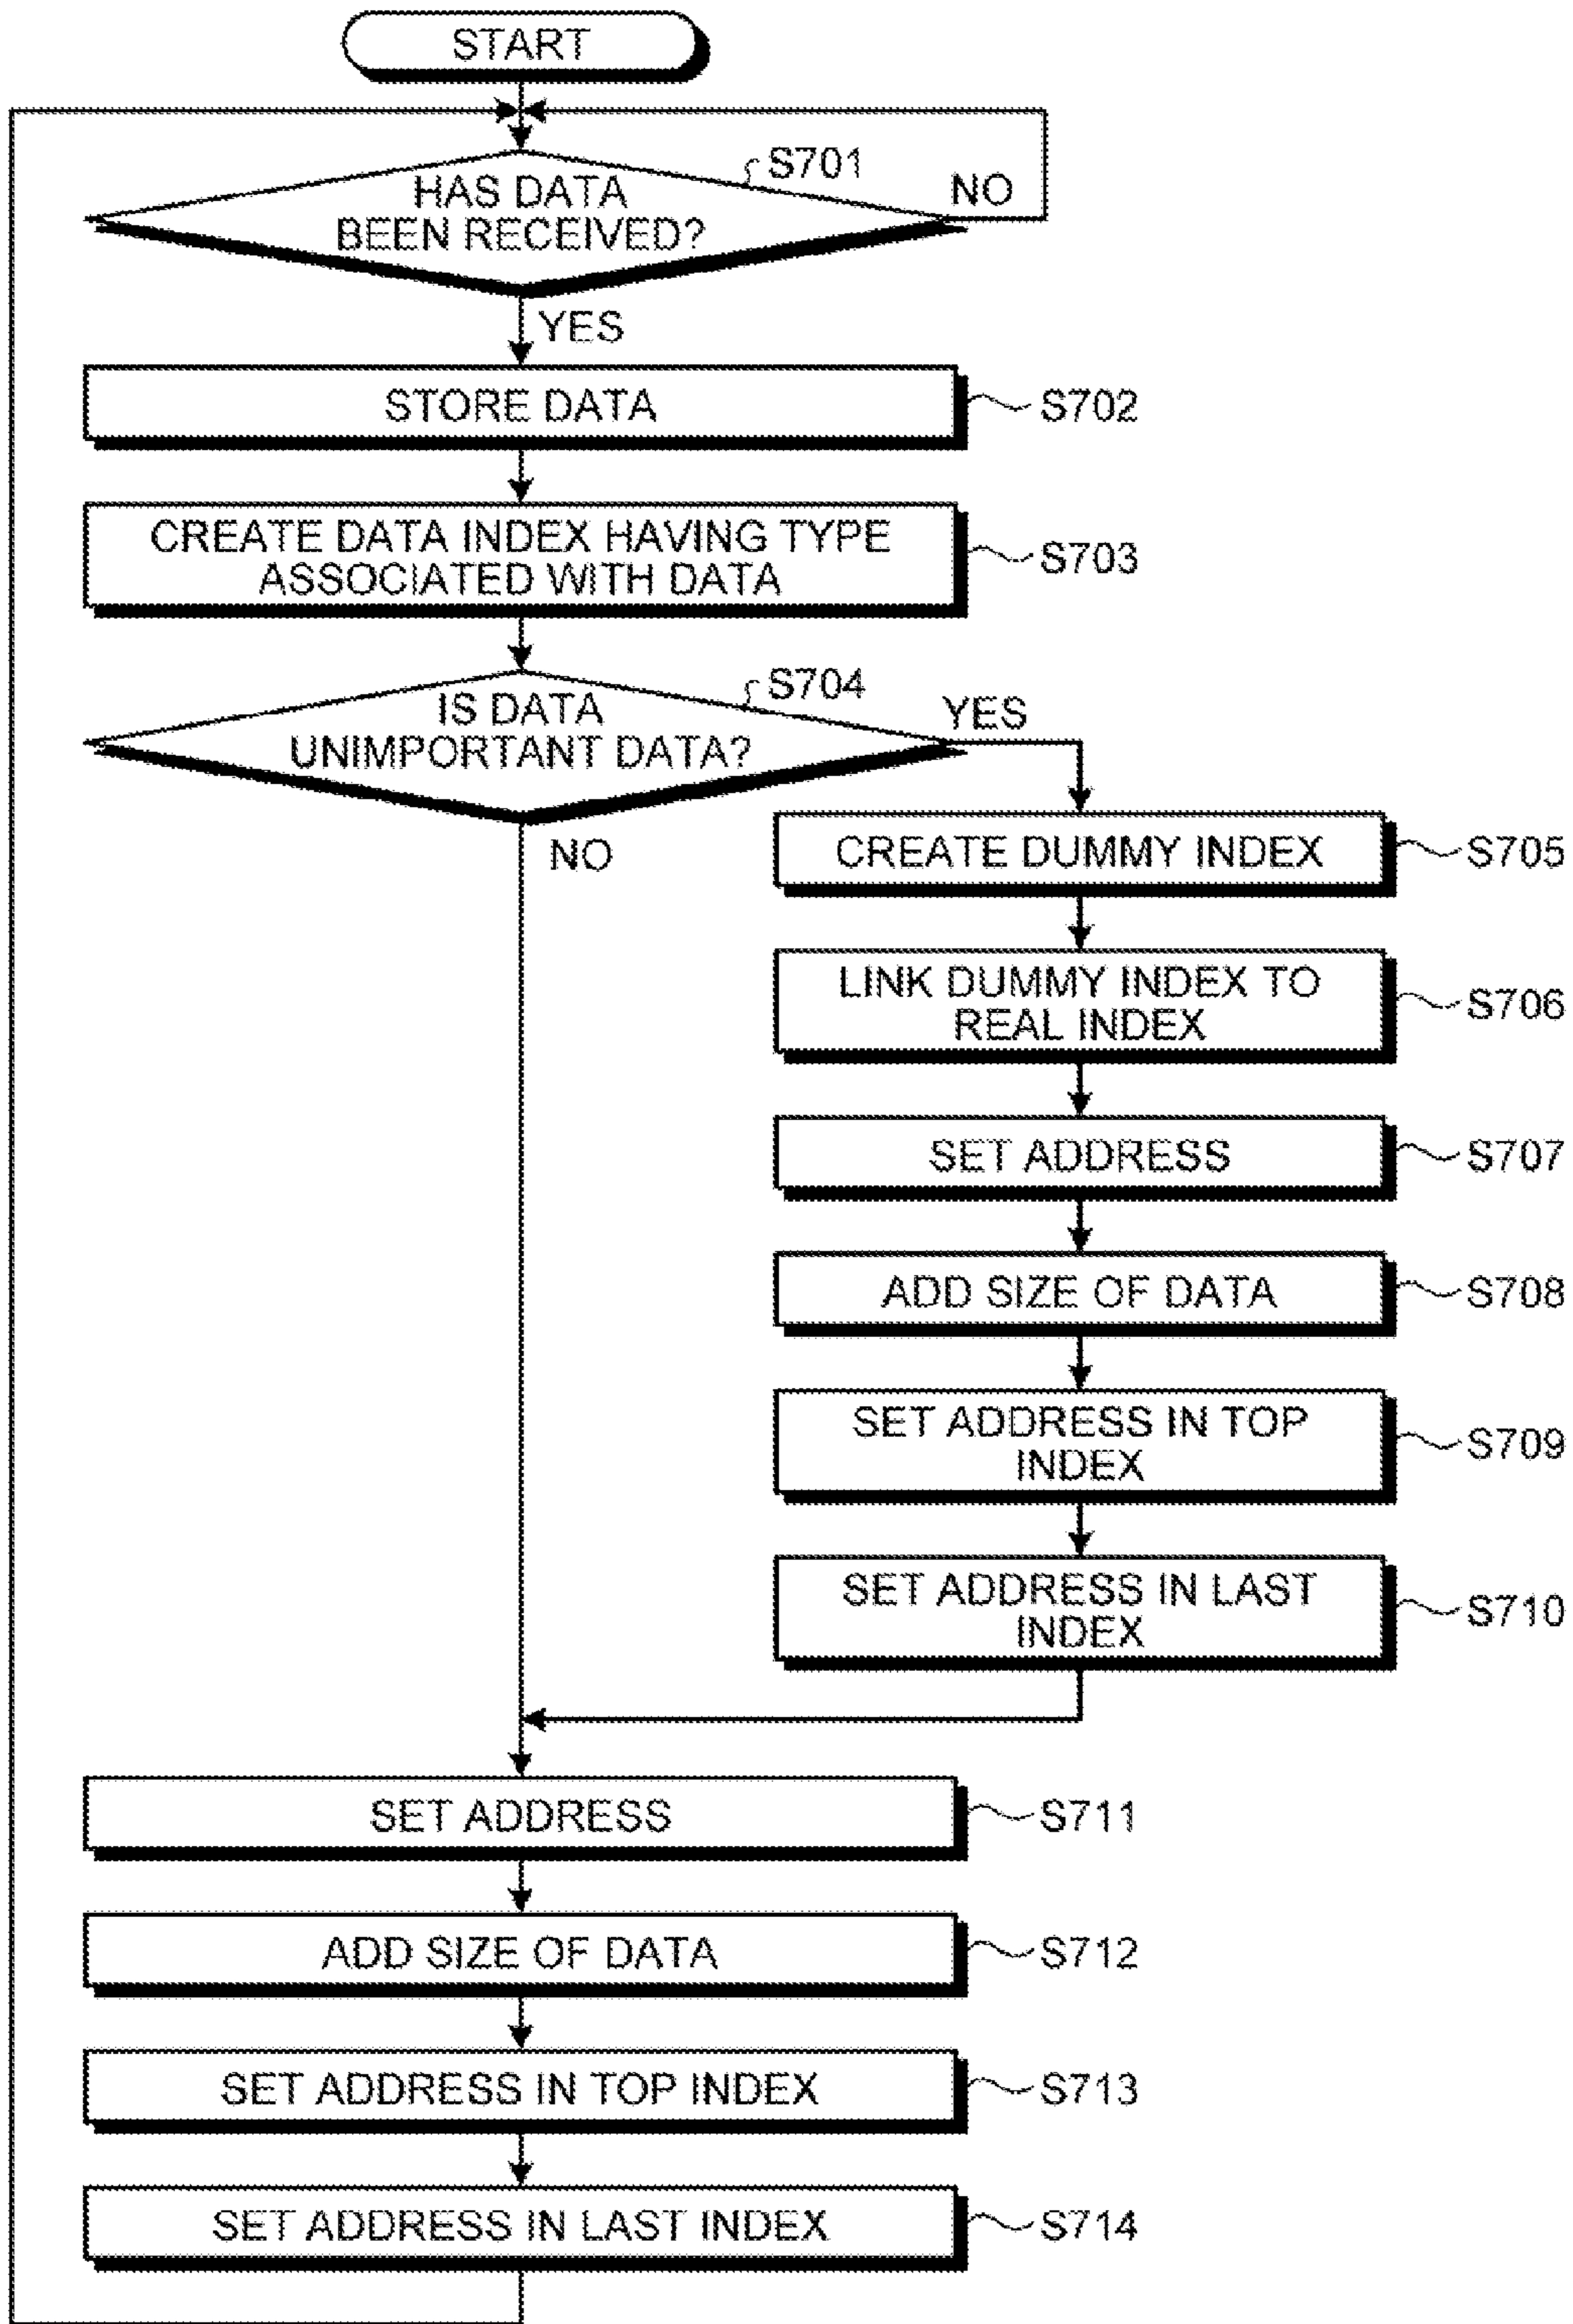 START
S701
HAS DATA
BEEN RECEIVED?
NO
YES
STORE DATA
S702
CREATE DATA INDEX HAVING TYPE
ASSOCIATED WITH DATA
S703
S704
IS DATA
UNIMPORTANT DATA?
YES
NO
CREATE DUMMY INDEX
S705
LINK DUMMY INDEX TO
REAL INDEX
S706
SET ADDRESS
S707
ADD SIZE OF DATA
S708
SET ADDRESS IN TOP
INDEX
S709
SET ADDRESS IN LAST
INDEX
S710
SET ADDRESS
S711
ADD SIZE OF DATA
S712
SET ADDRESS IN TOP INDEX
S713
SET ADDRESS IN LAST INDEX
S714